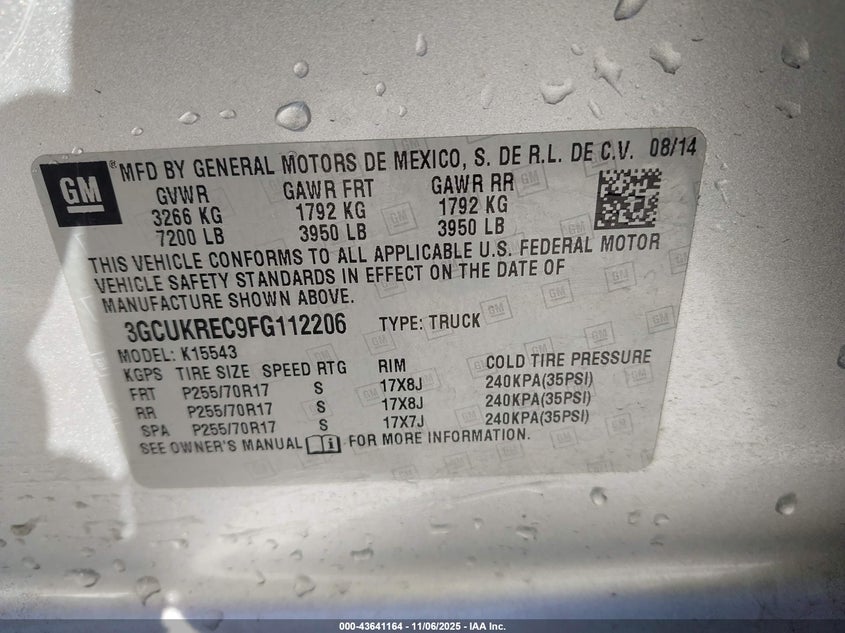 GM ® MFD BY GENERAL MOTORS DE MEXICO, S. DE R.L. DE C.V. 08/14
GVWR GAWR FRT GAWR RR
3266 KG 1792 KG 1792 KG
7200 LB 3950 LB 3950 LB
THIS VEHICLE CONFORMS TO ALL APPLICABLE U.S. FEDERAL MOTOR
VEHICLE SAFETY STANDARDS IN EFFECT ON THE DATE OF
MANUFACTURE SHOWN ABOVE.
3GCUKREC9FG112206 TYPE: TRUCK
MODEL: K15543
KGPS TIRE SIZE SPEED RTG RIM COLD TIRE PRESSURE
FRT P255/70R17 S 17X8J 240KPA(35PSI)
RR P255/70R17 S 17X8J 240KPA(35PSI)
SPA P255/70R17 S 17X7J 240KPA(35PSI)
SEE OWNER'S MANUAL i FOR MORE INFORMATION.
000-43641164 - 11/06/2025 - IAA Inc.